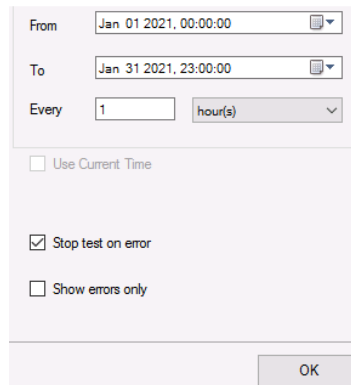 From Jan 01 2021, 00:00:00
To Jan 31 2021, 23:00:00
Every 1 hour(s)
Use Current Time
Stop test on error
Show errors only
OK